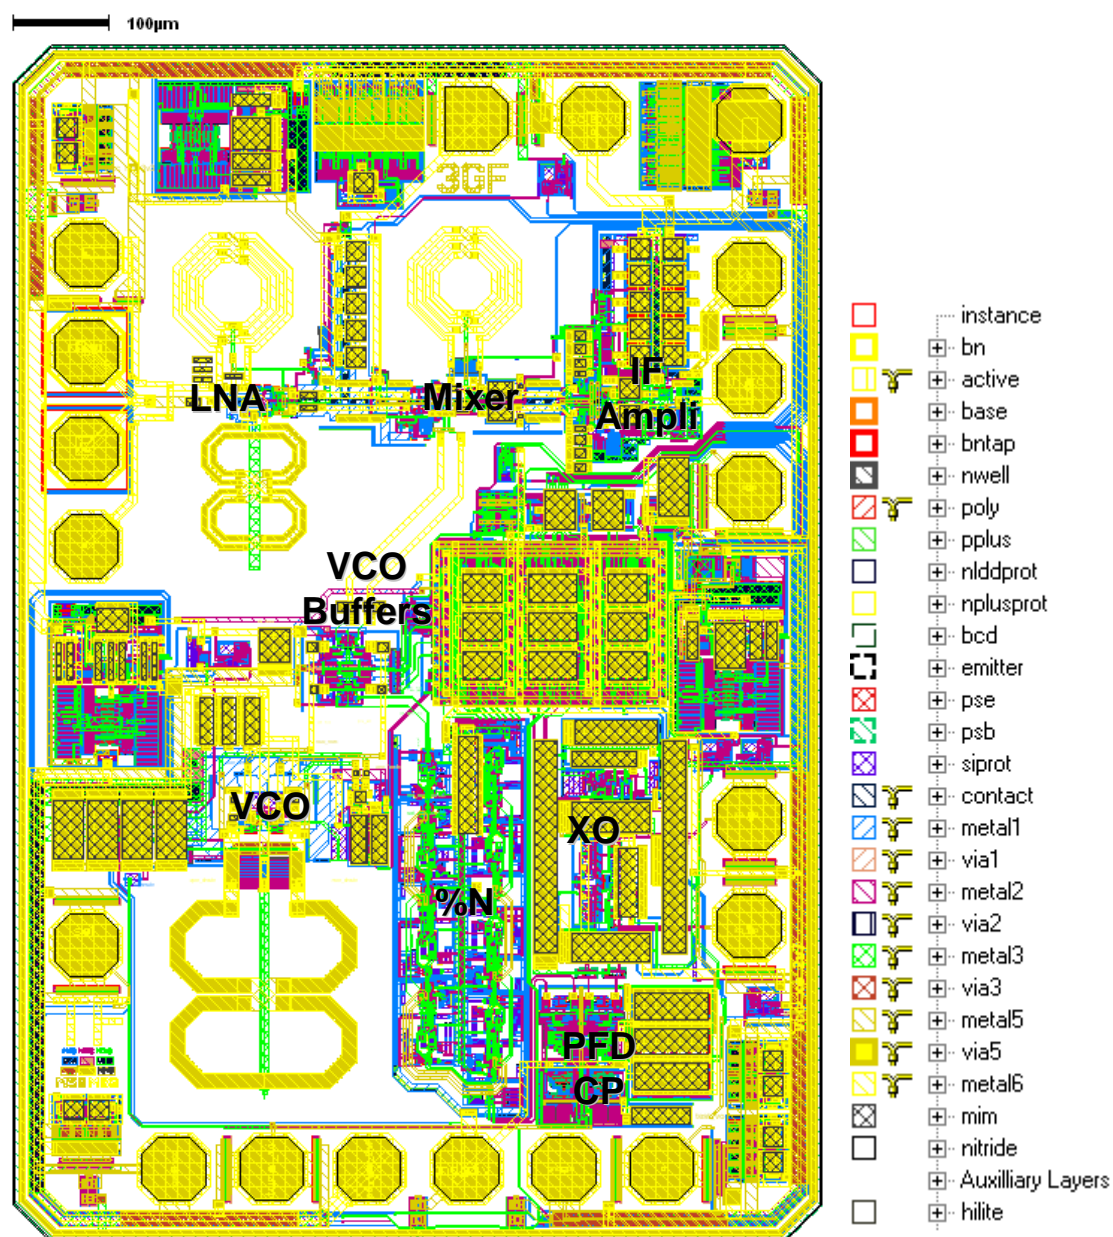 100µm
3GF
LNA
Mixer
IF
Ampli
VCO
Buffers
VCO
XO
%N
PFD
CP
instance
bn
active
base
bntap
nwell
poly
pplus
nlddprot
nplusprot
bcd
emitter
pse
psb
siprot
contact
metal1
via1
metal2
via2
metal3
via3
metal5
via5
metal6
mim
nitride
Auxilliary Layers
hilite